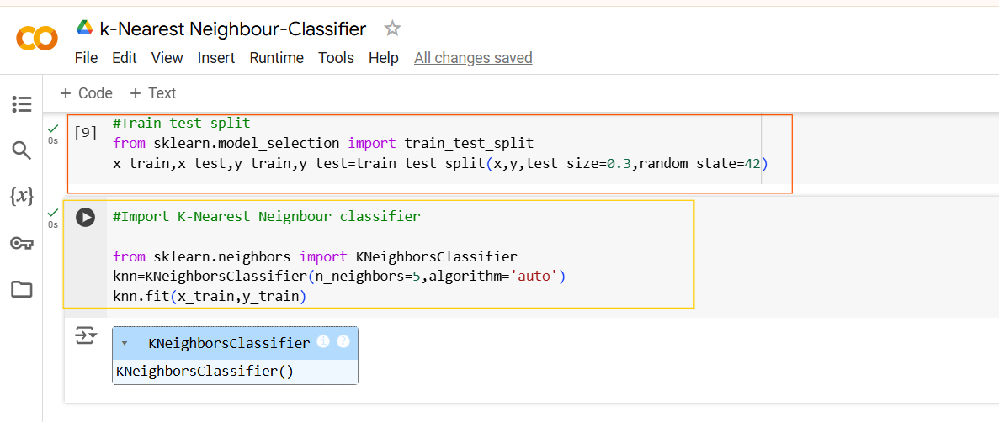 k-Nearest Neighbour-Classifier
File Edit View Insert Runtime Tools Help All changes saved
+ Code + Text
[9]
0s
#Train test split
from sklearn.model_selection import train_test_split
x_train,x_test,y_train,y_test=train_test_split(x,y,test_size=0.3,random_state=42)
{x}
0s
#Import K-Nearest Neignbour classifier
from sklearn.neighbors import KNeighborsClassifier
knn=KNeighborsClassifier(n_neighbors=5,algorithm='auto')
knn.fit(x_train,y_train)
KNeighborsClassifier i ?
KNeighborsClassifier()